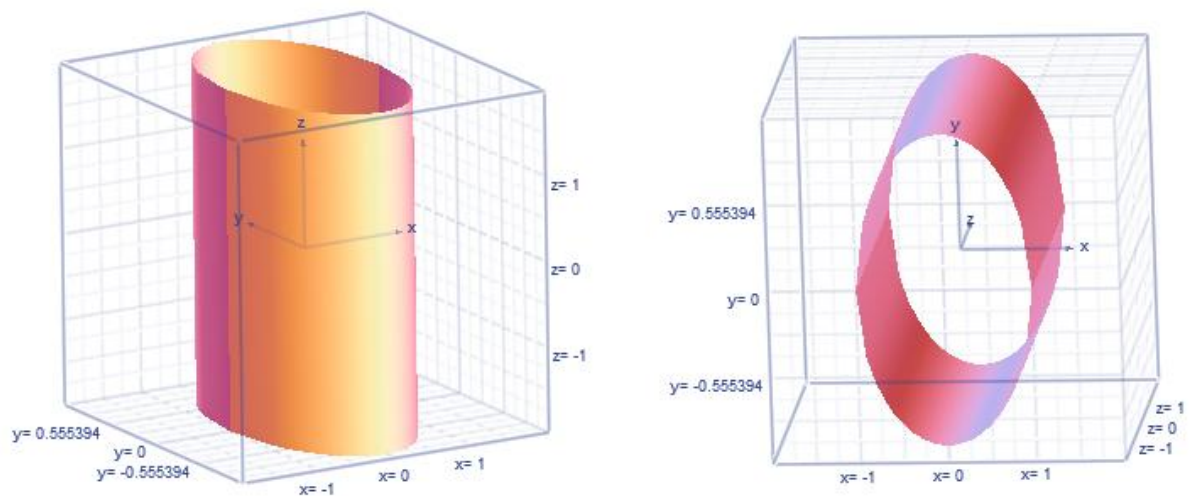 z
z= 1
y
x
z= 0
z= -1
y= 0.555394
y= 0
y= -0.555394
x= 1
x= 0
x= -1
y
y= 0.555394
z
x
y= 0
y= -0.555394
z= 1
z= 0
z= -1
x= -1
x= 0
x= 1